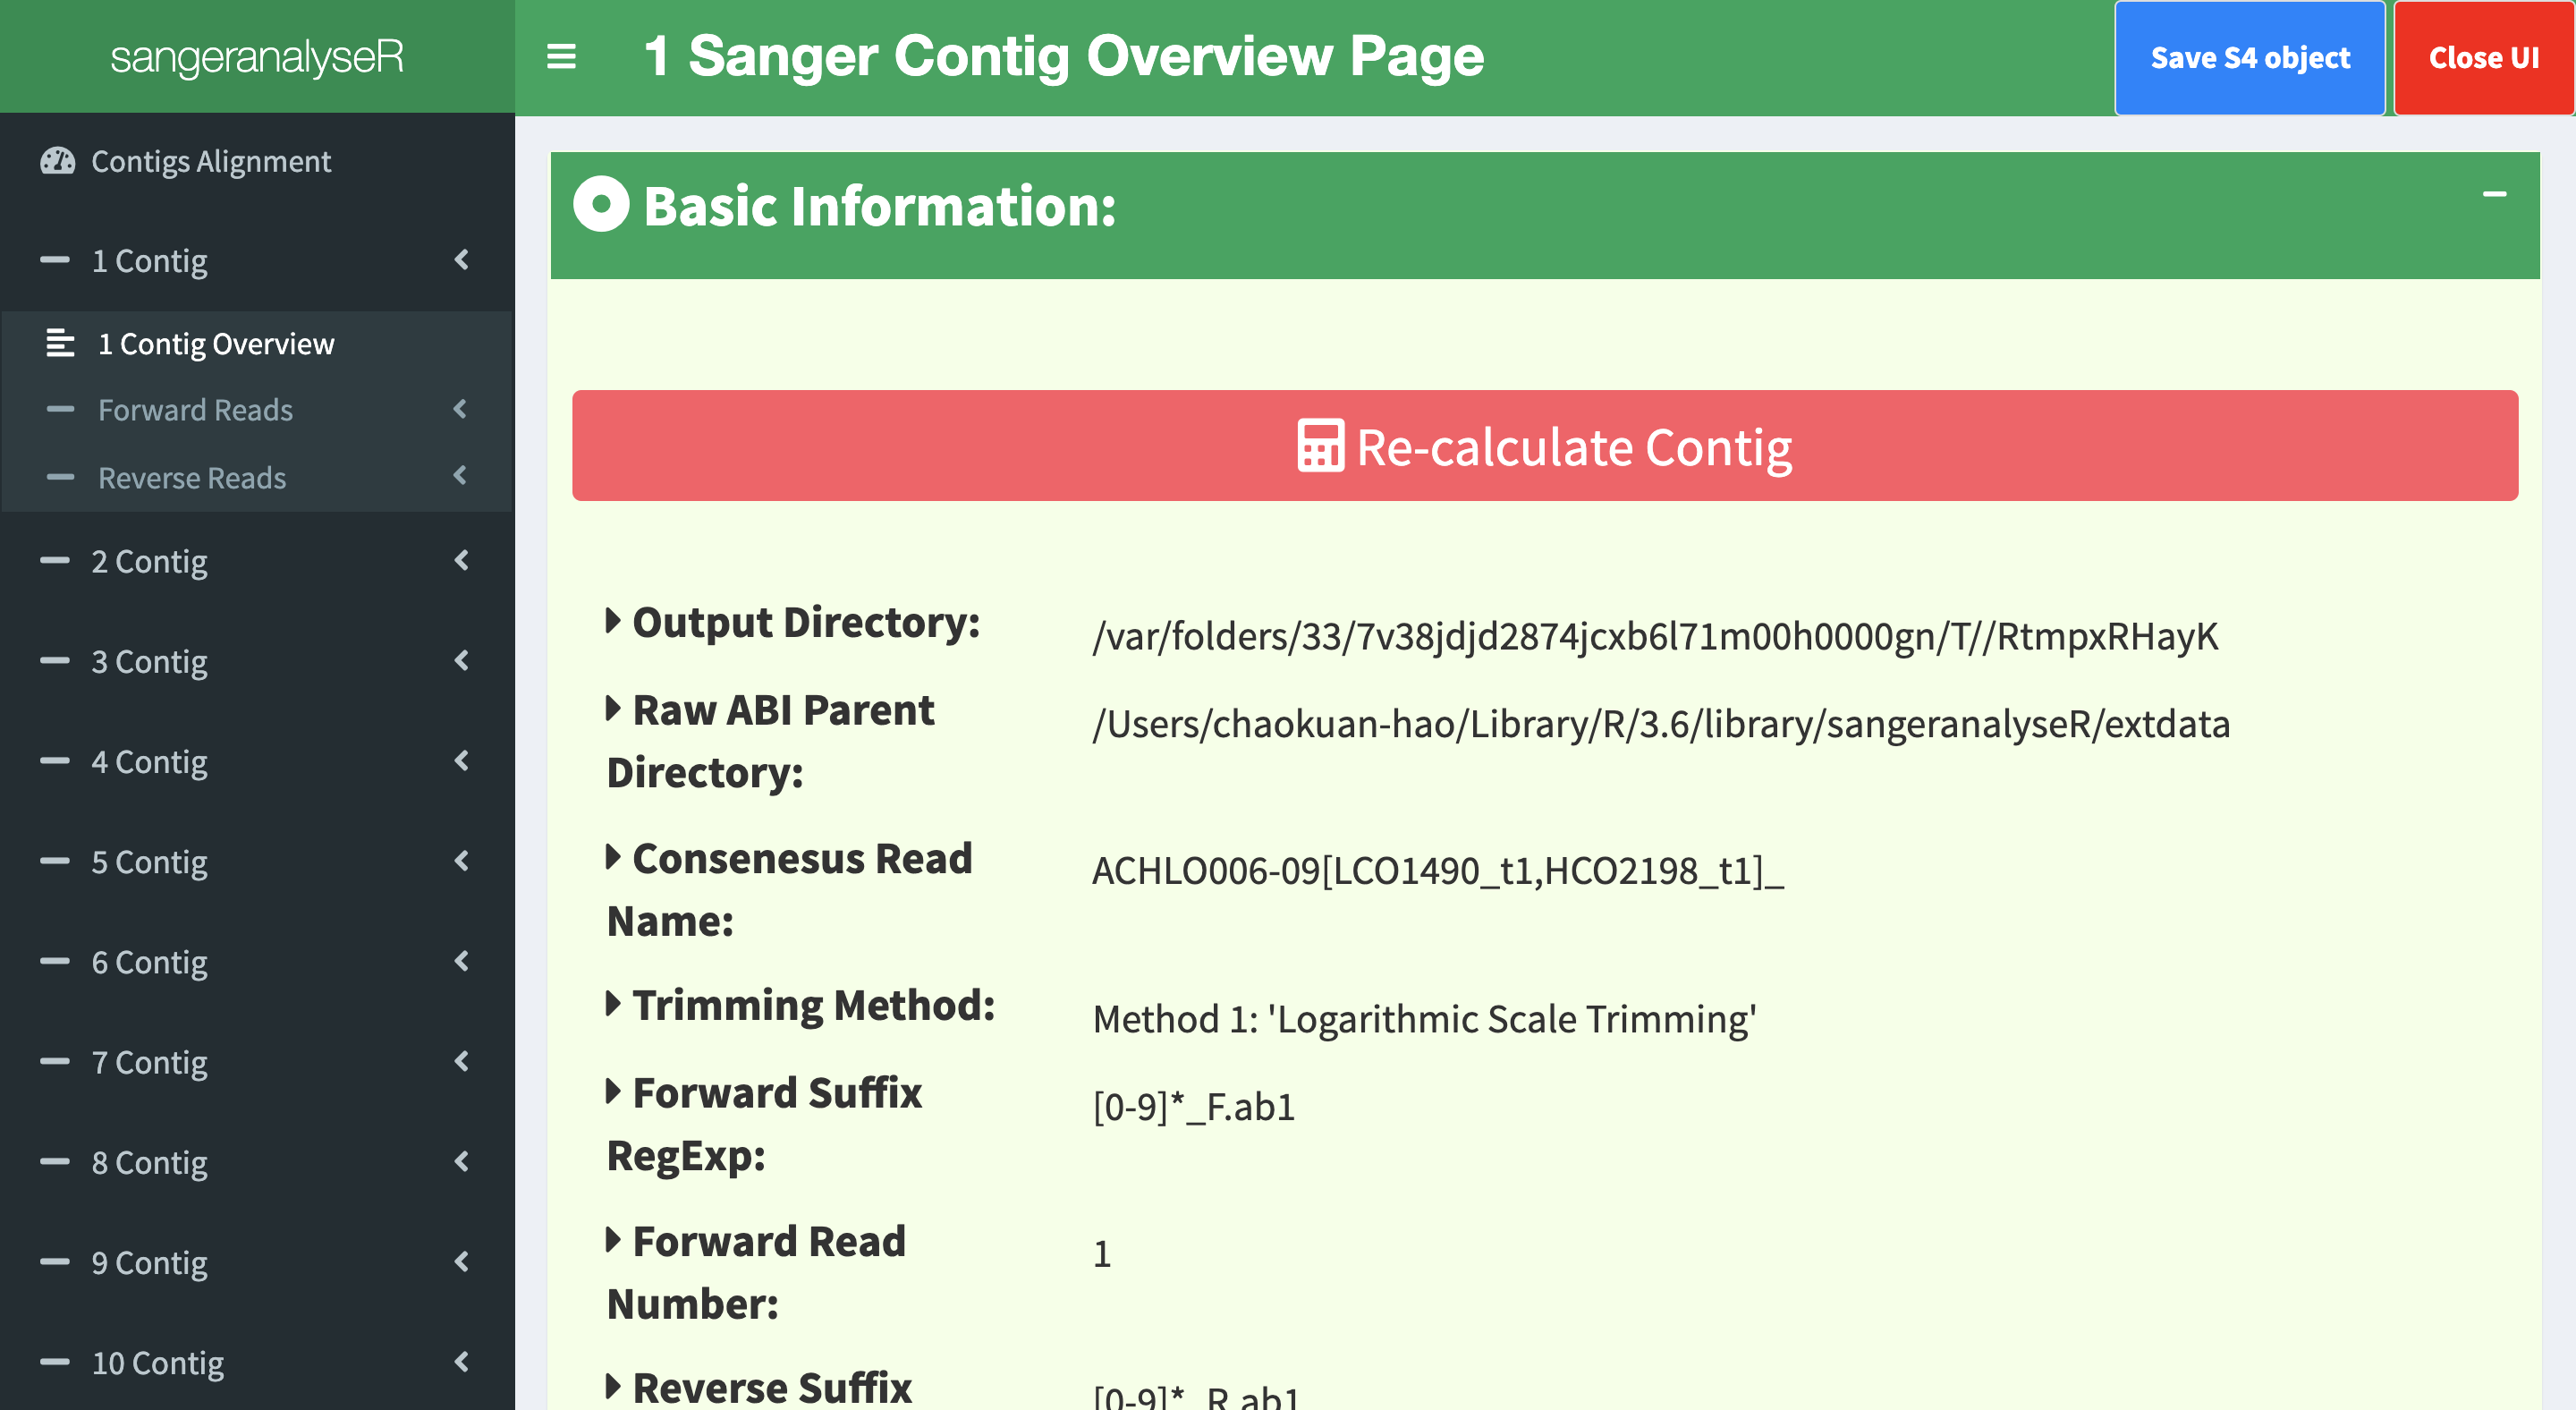 sangeranalyseR
1 Sanger Contig Overview Page
Save S4 object
Close UI
Contigs Alignment
1 Contig
1 Contig Overview
Forward Reads
Reverse Reads
2 Contig
3 Contig
4 Contig
5 Contig
6 Contig
7 Contig
8 Contig
9 Contig
10 Contig
Basic Information:
Re-calculate Contig
Output Directory:
/var/folders/33/7v38jdjd2874jcxb6l71m00h0000gn/T//RtmpxRHayK
Raw ABI Parent
Directory:
/Users/chaokuan-hao/Library/R/3.6/library/sangeranalyseR/extdata
Consenesus Read
Name:
ACHLO006-09[LCO1490_t1,HCO2198_t1]_
Trimming Method:
Method 1: 'Logarithmic Scale Trimming'
Forward Suffix
RegExp:
[0-9]*_F.ab1
Forward Read
Number:
1
Reverse Suffix
[0-9]*_R.ab1